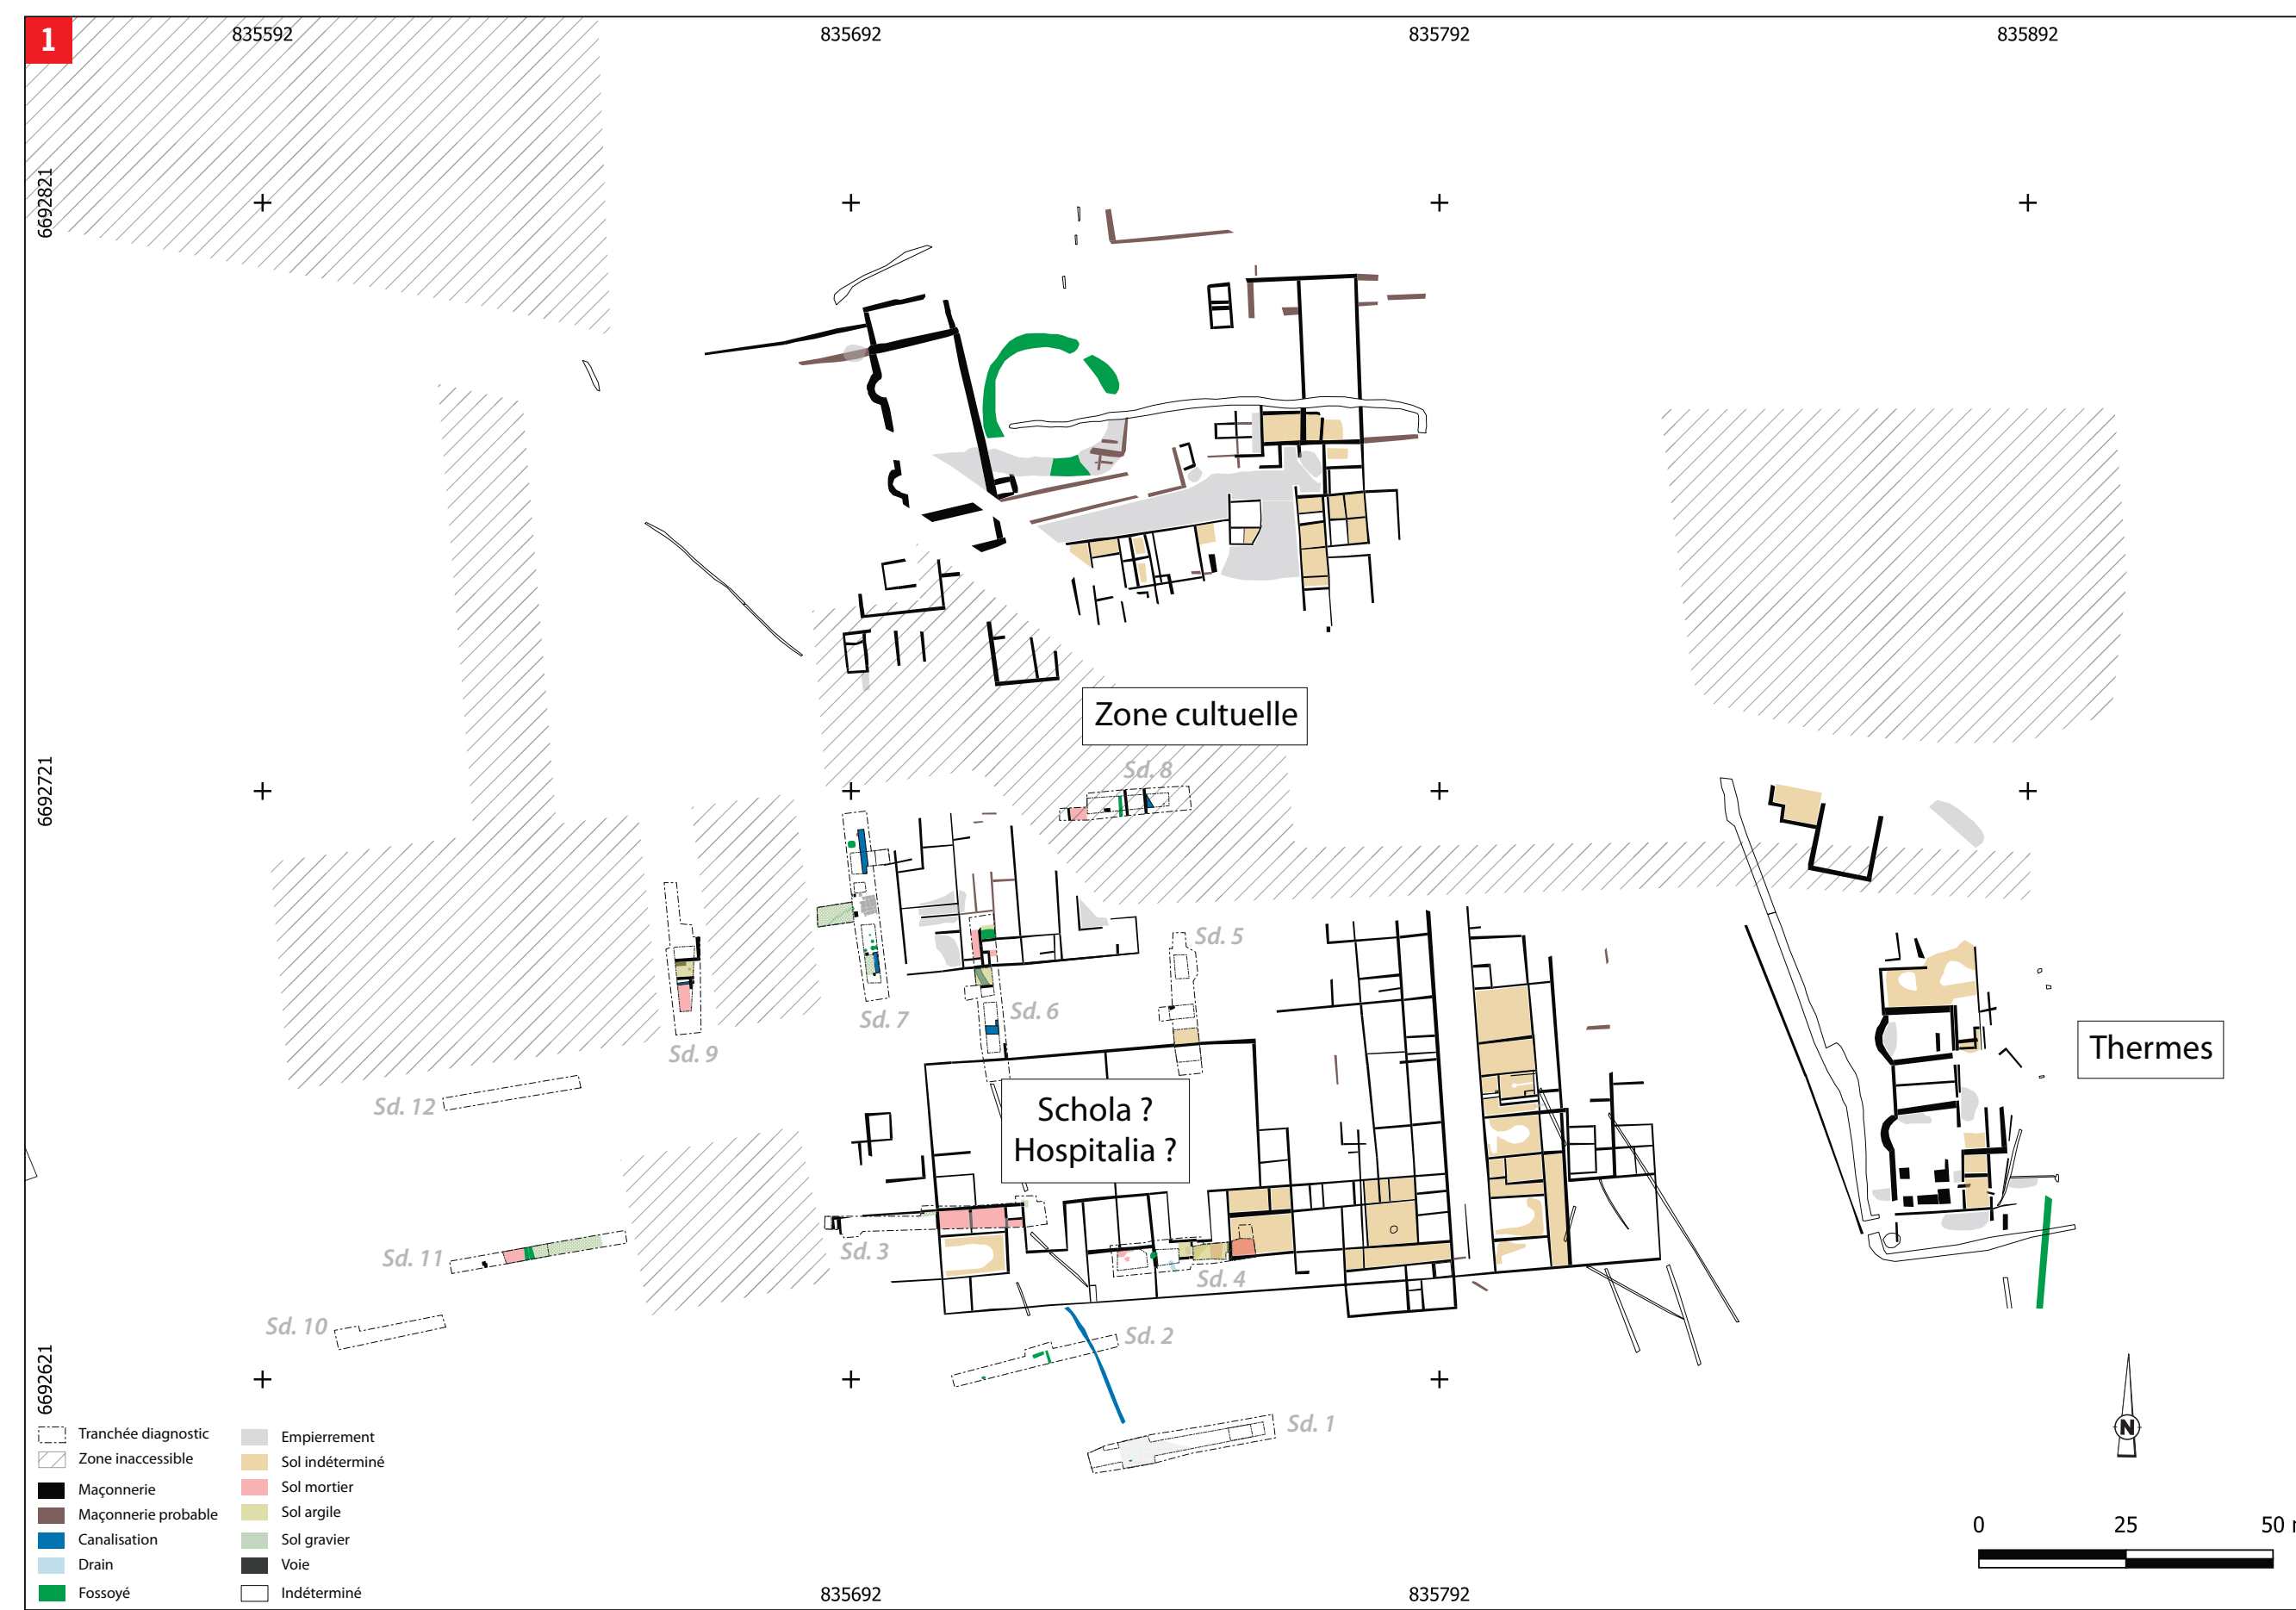 1
835592
835692
835792
835892
6692821
Zone cultuelle
6692721
Sd. 8
Sd. 5
Sd. 6
Sd. 7
Sd. 9
Thermes
Sd. 12
Schola ?
Hospitalia ?
Sd. 3
Sd. 11
Sd. 4
Sd. 10
Sd. 2
6692621
Sd. 1
N
Tranchée diagnostic
Zone inaccessible
Maçonnerie
Maçonnerie probable
Canalisation
Drain
Fossoyé
Empierrement
Sol indéterminé
Sol mortier
Sol argile
Sol gravier
Voie
Indéterminé
0
25
50
835692
835792